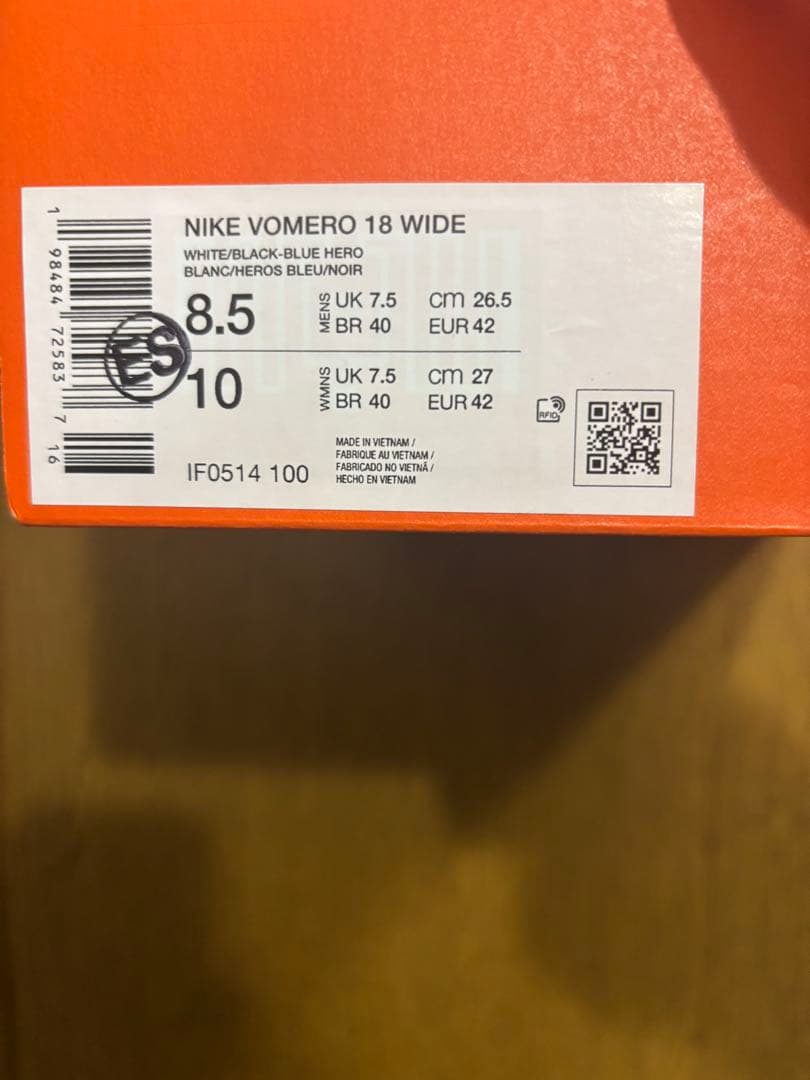 NIKE VOMERO 18 WIDE
WHITE/BLACK-BLUE HERO
BLANC/HEROS BLEU/NOIR
8.5 MENS UK 7.5 cm 26.5
BR 40 EUR 42
10 WMNS UK 7.5 cm 27
BR 40 EUR 42
IF0514 100
MADE IN VIETNAM /
FABRIQUE AU VIETNAM /
FABRICADO NO VIETNÃ /
HECHO EN VIETNAM
RFID
1 98484 72583 7 16
ES